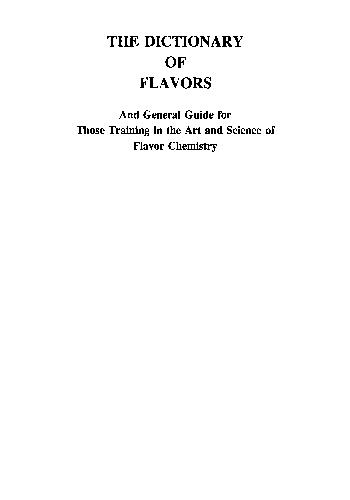 THE DICTIONARY
OF
FLAVORS
And General Guide for
Those Training in the Art and Science of
Flavor Chemistry